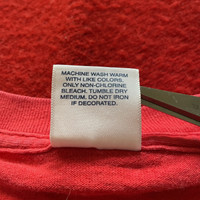 MACHINE WASH WARM
WITH LIKE COLORS.
ONLY NON-CHLORINE
BLEACH. TUMBLE DRY
MEDIUM. DO NOT IRON
IF DECORATED.